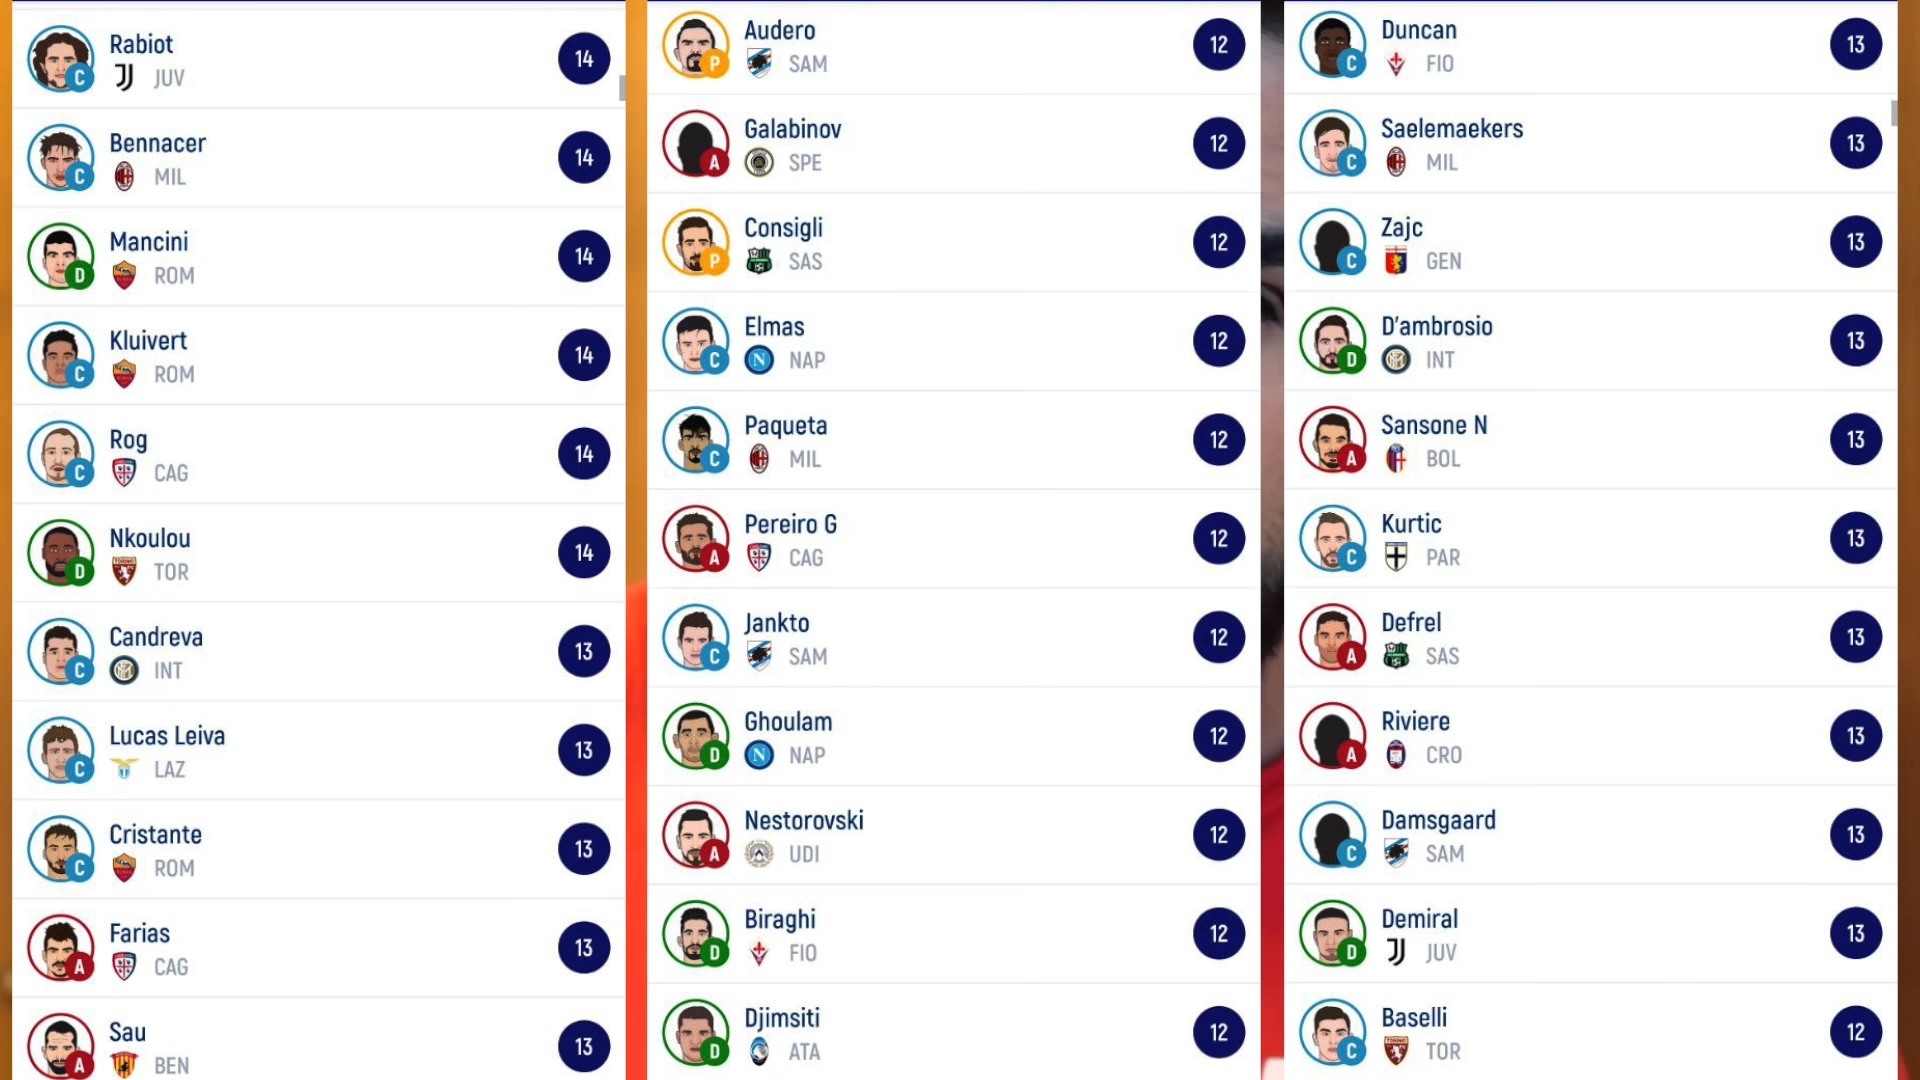 Rabiot
C
JUV
14
Bennacer
C
MIL
14
Mancini
D
ROM
14
Kluivert
C
ROM
14
Rog
C
CAG
14
Nkoulou
D
TOR
14
Candreva
C
INT
13
Lucas Leiva
C
LAZ
13
Cristante
C
ROM
13
Farias
A
CAG
13
Sau
A
BEN
13
Audero
P
SAM
12
Galabinov
A
SPE
12
Consigli
P
SAS
12
Elmas
C
N
NAP
12
Paqueta
C
MIL
12
Pereiro G
A
CAG
12
Jankto
C
SAM
12
Ghoulam
D
N
NAP
12
Nestorovski
A
UDI
12
Biraghi
D
FIO
12
Djimsiti
D
ATA
12
Duncan
C
FIO
13
Saelemaekers
C
MIL
13
Zajc
C
GEN
13
D'ambrosio
D
INT
13
Sansone N
A
BOL
13
Kurtic
C
PAR
13
Defrel
A
SAS
13
Riviere
A
CRO
13
Damsgaard
C
SAM
13
Demiral
D
JUV
13
Baselli
C
TOR
12